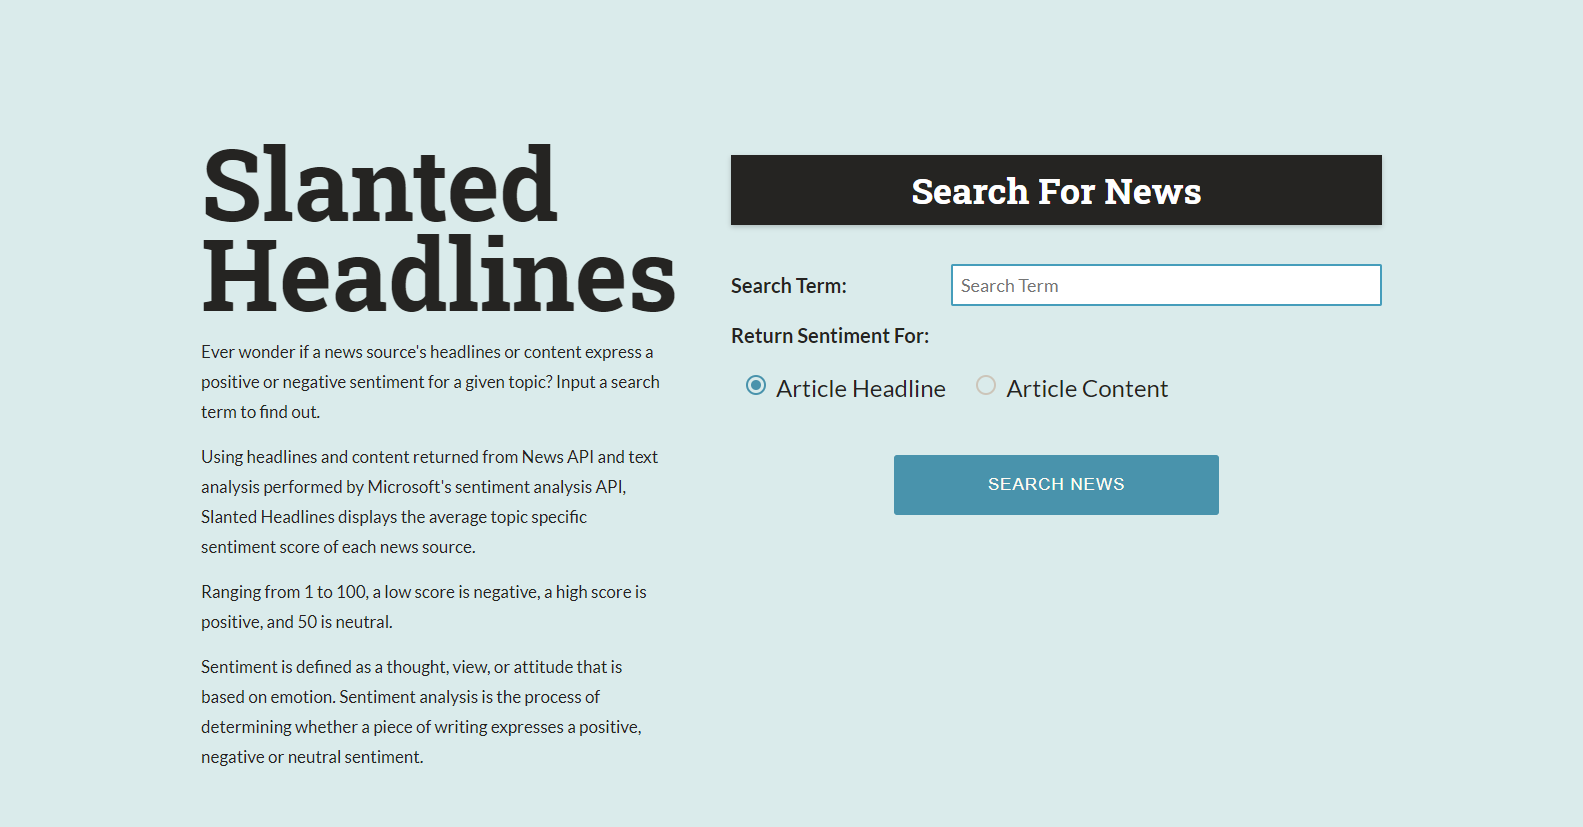 Slanted
Headlines
Ever wonder if a news source's headlines or content express a
positive or negative sentiment for a given topic? Input a search
term to find out.
Using headlines and content returned from News API and text
analysis performed by Microsoft's sentiment analysis API,
Slanted Headlines displays the average topic specific
sentiment score of each news source.
Ranging from 1 to 100, a low score is negative, a high score is
positive, and 50 is neutral.
Sentiment is defined as a thought, view, or attitude that is
based on emotion. Sentiment analysis is the process of
determining whether a piece of writing expresses a positive,
negative or neutral sentiment.
Search For News
Search Term:
Search Term
Return Sentiment For:
Article Headline
Article Content
SEARCH NEWS